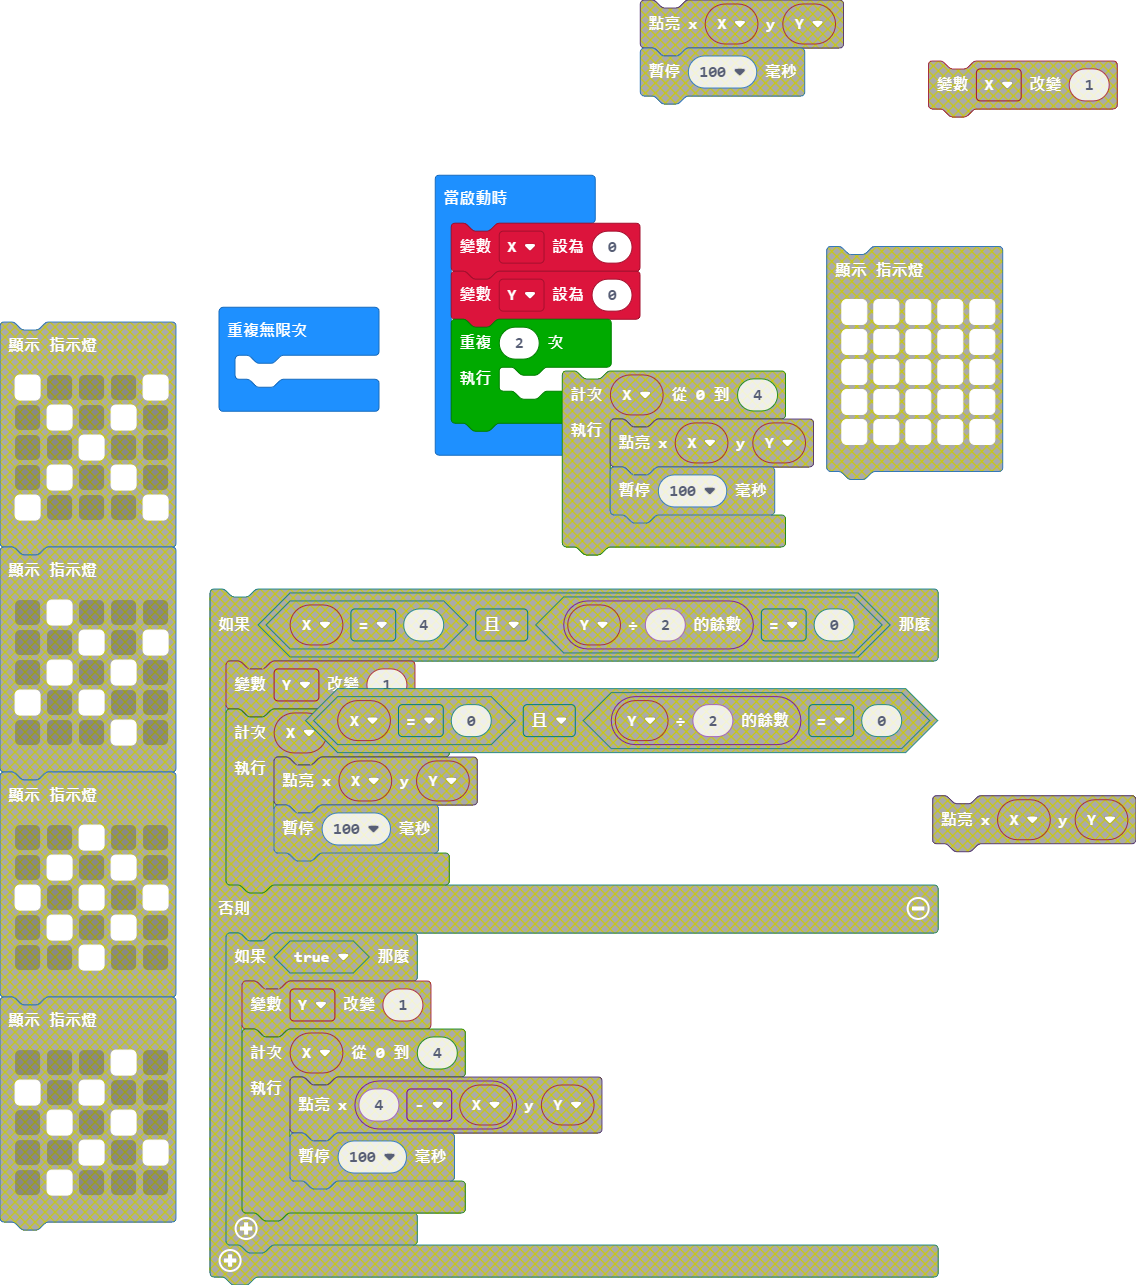 點亮 x X y Y
暫停 100 毫秒
變數 X 改變 1
當啟動時
變數 X 設為 0
變數 Y 設為 0
重複 2 次
執行
計次 X 從 0 到 4
執行
點亮 x X y Y
暫停 100 毫秒
顯示 指示燈
重複無限次
顯示 指示燈
顯示 指示燈
顯示 指示燈
顯示 指示燈
如果 X = 4 且 Y ÷ 2 的餘數 = 0 那麼
變數 Y 改變 1
X = 0 且 Y ÷ 2 的餘數 = 0
計次 X
執行
點亮 x X y Y
暫停 100 毫秒
點亮 x X y Y
否則
如果 true 那麼
變數 Y 改變 1
計次 X 從 0 到 4
執行
點亮 x 4 - X y Y
暫停 100 毫秒